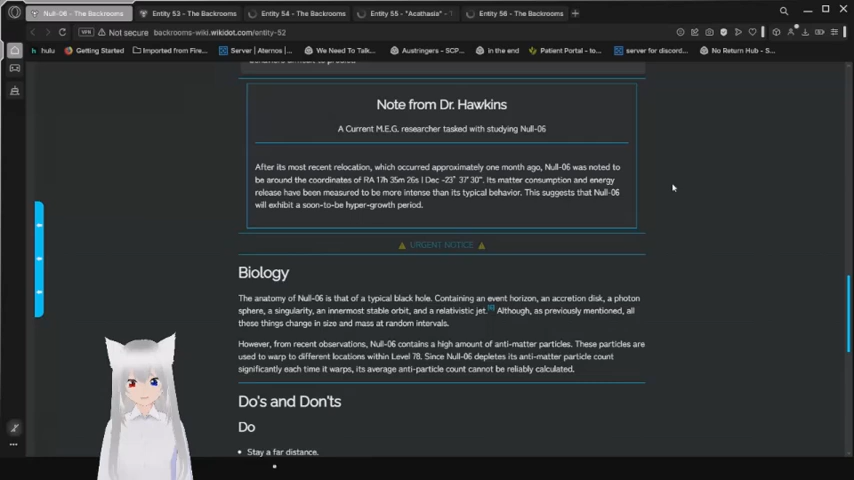 Null-06 - The Backrooms
Entity 53 - The Backrooms
Entity 54 - The Backrooms
Entity 55 - "Acathasia" - T
Entity 56 - The Backrooms
VPN
Not secure
backrooms-wiki.wikidot.com/entity-52
hulu
Getting Started
Imported from Firef...
Server | Aternos |
We Need To Talk...
Austringers - SCP...
in the end
Patient Portal - to...
server for discord...
No Return Hub - S...
Note from Dr. Hawkins
A Current M.E.G. researcher tasked with studying Null-06
After its most recent relocation, which occurred approximately one month ago, Null-06 was noted to
be around the coordinates of RA 17h 35m 26s | Dec -23° 37' 30". Its matter consumption and energy
release have been measured to be more intense than its typical behavior. This suggests that Null-06
will exhibit a soon-to-be hyper-growth period.
URGENT NOTICE
Biology
The anatomy of Null-06 is that of a typical black hole. Containing an event horizon, an accretion disk, a photon
sphere, a singularity, an innermost stable orbit, and a relativistic jet. Although, as previously mentioned, all
these things change in size and mass at random intervals.
However, from recent observations, Null-06 contains a high amount of anti-matter particles. These particles are
used to warp to different locations within Level 78. Since Null-06 depletes its anti-matter particle count
significantly each time it warps, its average anti-particle count cannot be reliably calculated.
Do's and Don'ts
Do
• Stay a far distance.